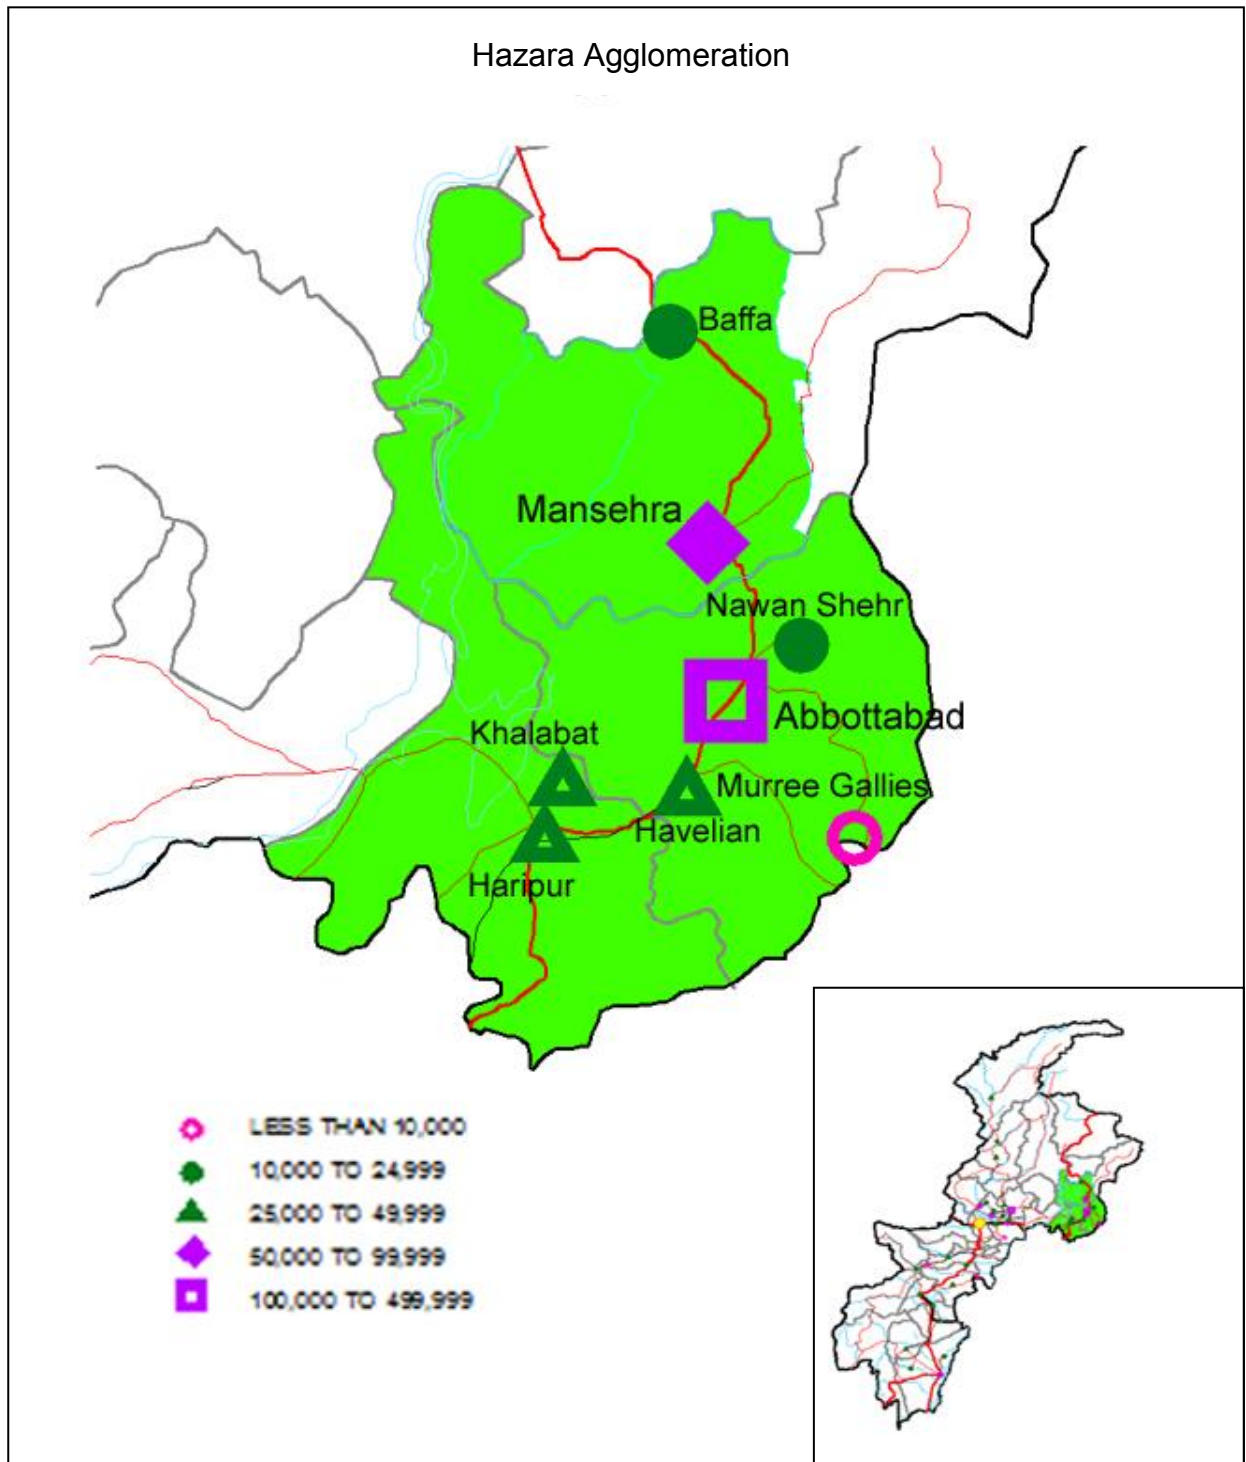 Hazara Agglomeration
Baffa
Mansehra
Nawan Shehr
Abbottabad
Khalabat
Murree Gallies
Havelian
Haripur
LESS THAN 10,000
10,000 TO 24,999
25,000 TO 49,999
50,000 TO 99,999
100,000 TO 499,999